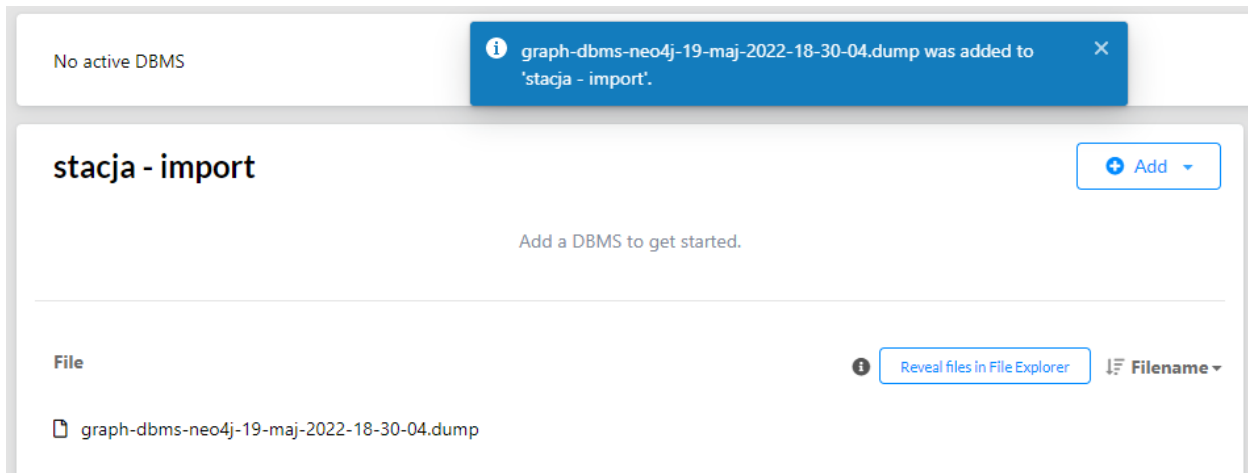 No active DBMS
graph-dbms-neo4j-19-maj-2022-18-30-04.dump was added to
'stacja - import'.
stacja - import
Add
Add a DBMS to get started.
File
Reveal files in File Explorer
Filename
graph-dbms-neo4j-19-maj-2022-18-30-04.dump